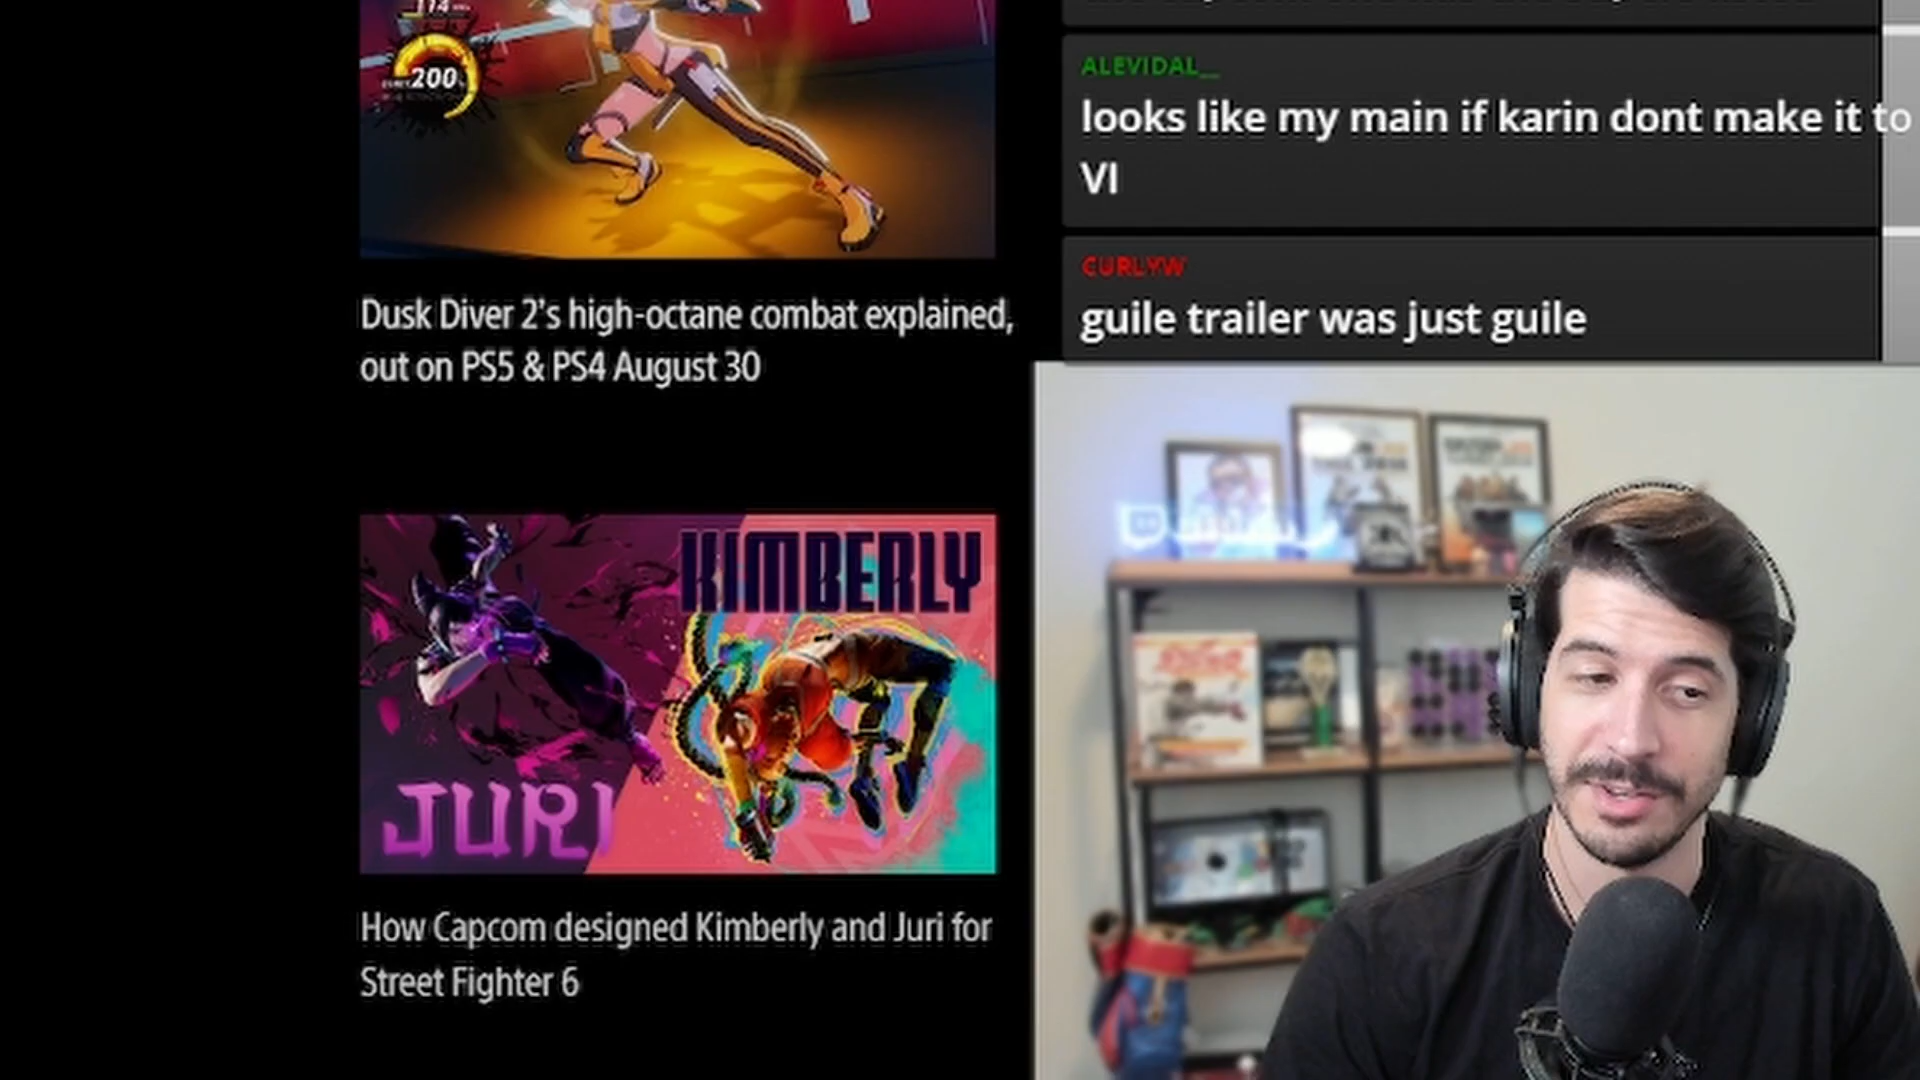 114
200
Dusk Diver 2's high-octane combat explained,
out on PS5 & PS4 August 30
KIMBERLY
JURI
How Capcom designed Kimberly and Juri for
Street Fighter 6
ALEVIDAL__
looks like my main if karin dont make it to
VI
CURLYW
guile trailer was just guile